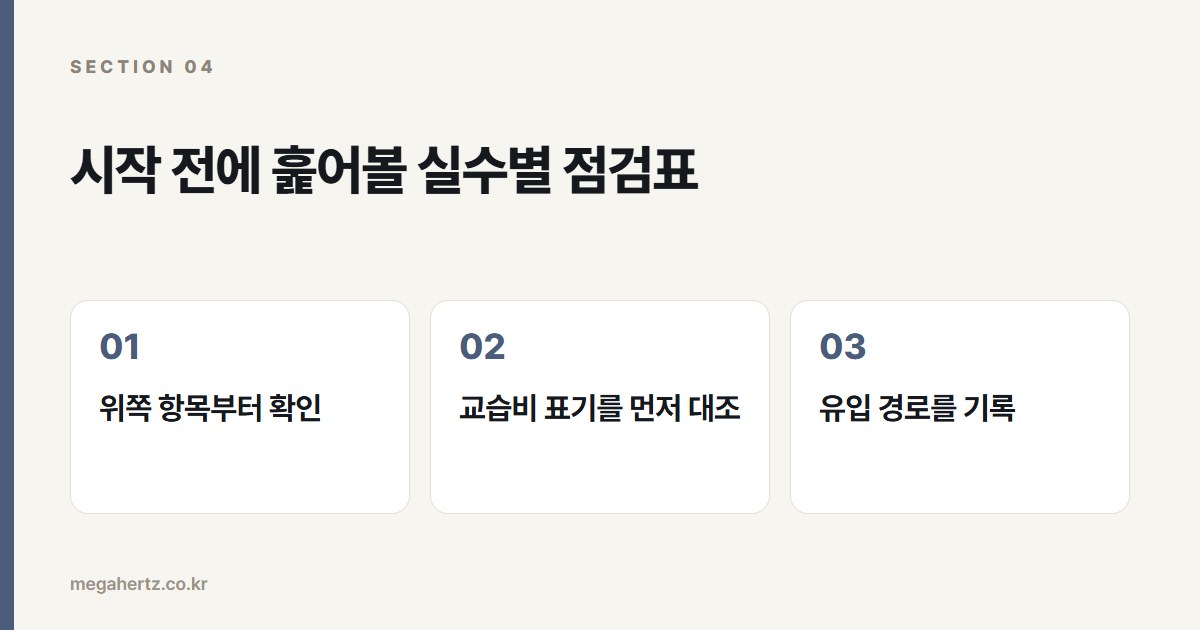 SECTION 04
시작 전에 훑어볼 실수별 점검표
01
위쪽 항목부터 확인
02
교습비 표기를 먼저 대조
03
유입 경로를 기록
megahertz.co.kr